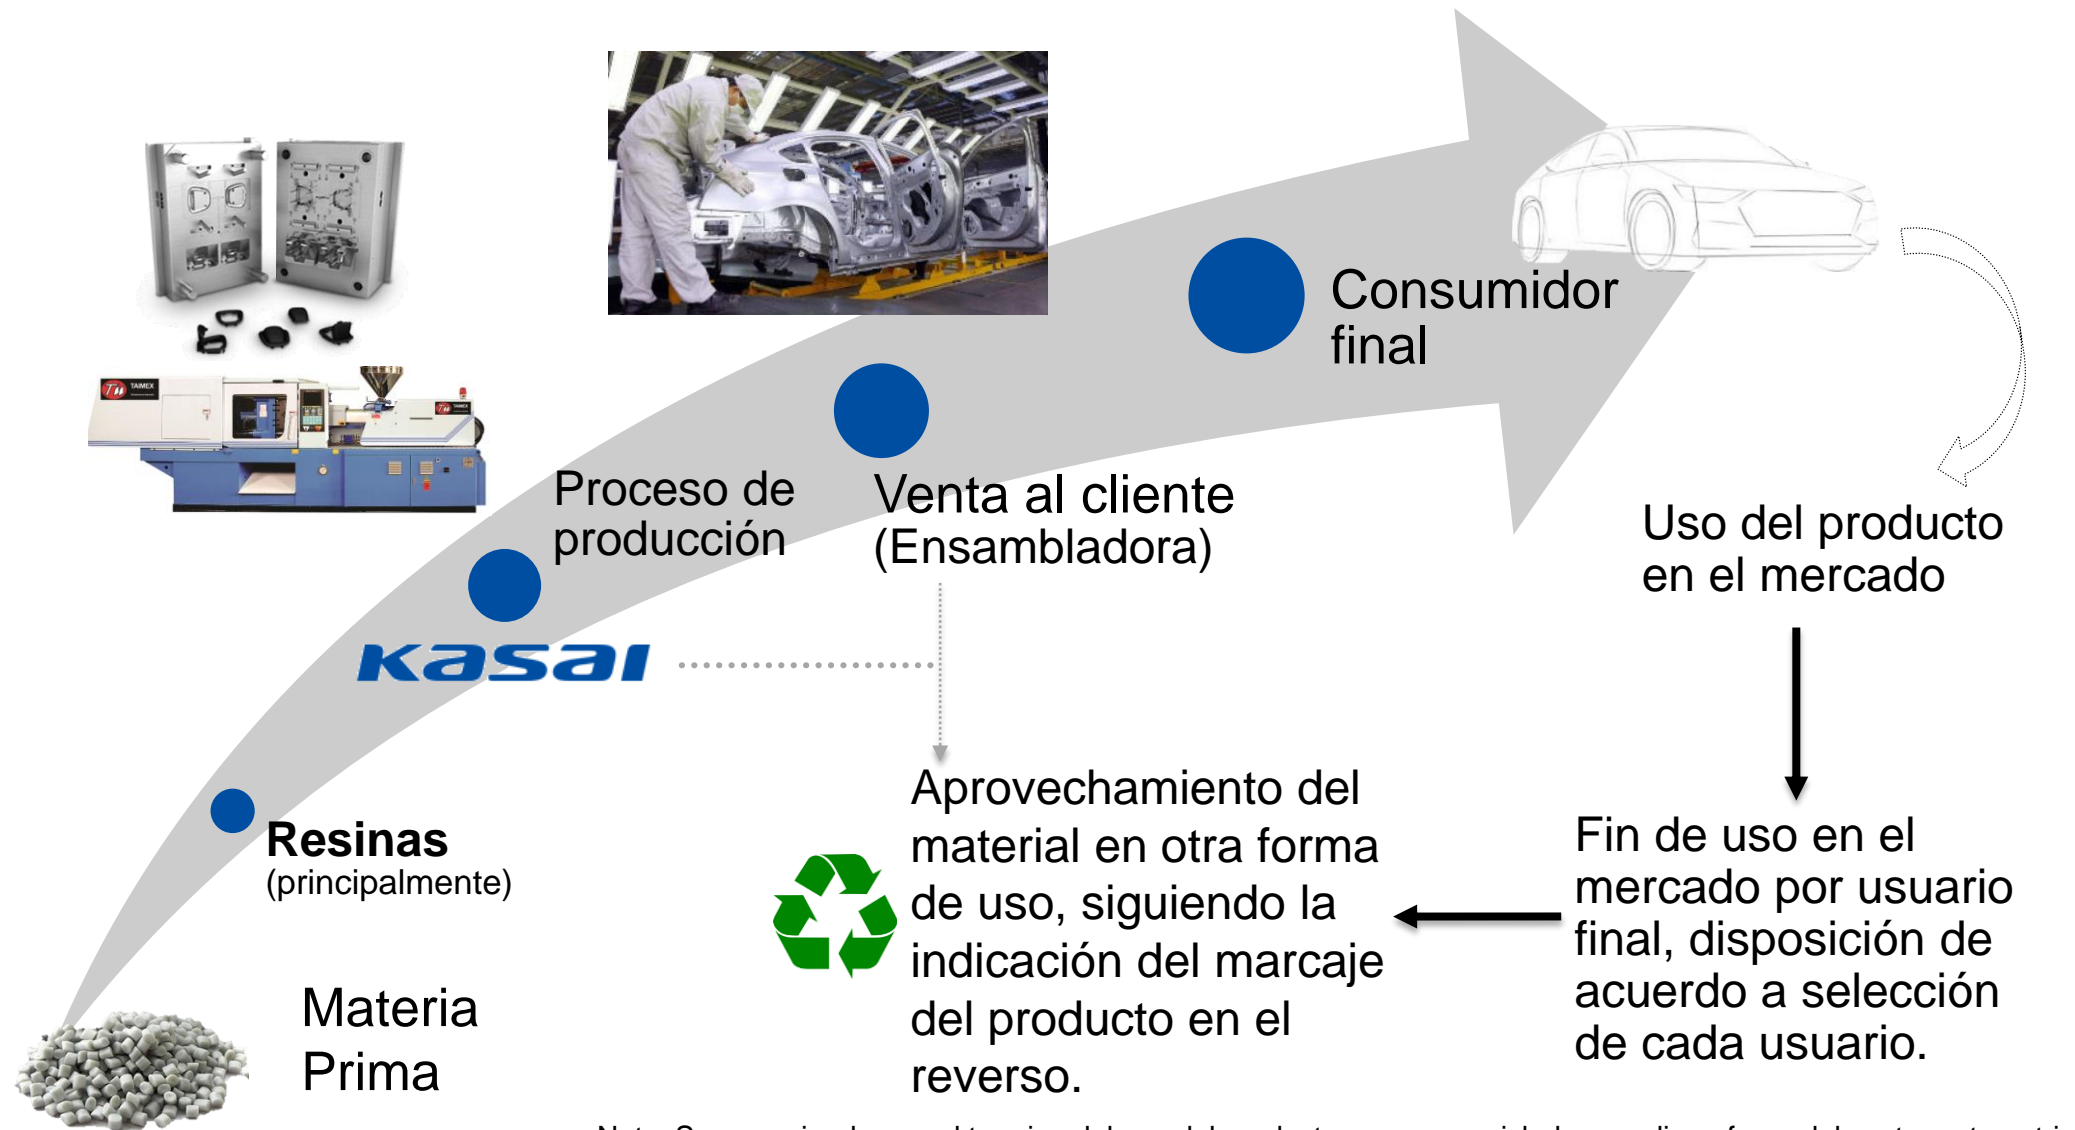 TAIMEX
TAIMEX
Proceso de
producción
Venta al cliente
(Ensambladora)
Consumidor
final
Uso del producto
en el mercado
Kasai
Resinas
(principalmente)
Materia
Prima
Aprovechamiento del
material en otra forma
de uso, siguiendo la
indicación del marcaje
del producto en el
reverso.
Fin de uso en el
mercado por usuario
final, disposición de
acuerdo a selección
de cada usuario.